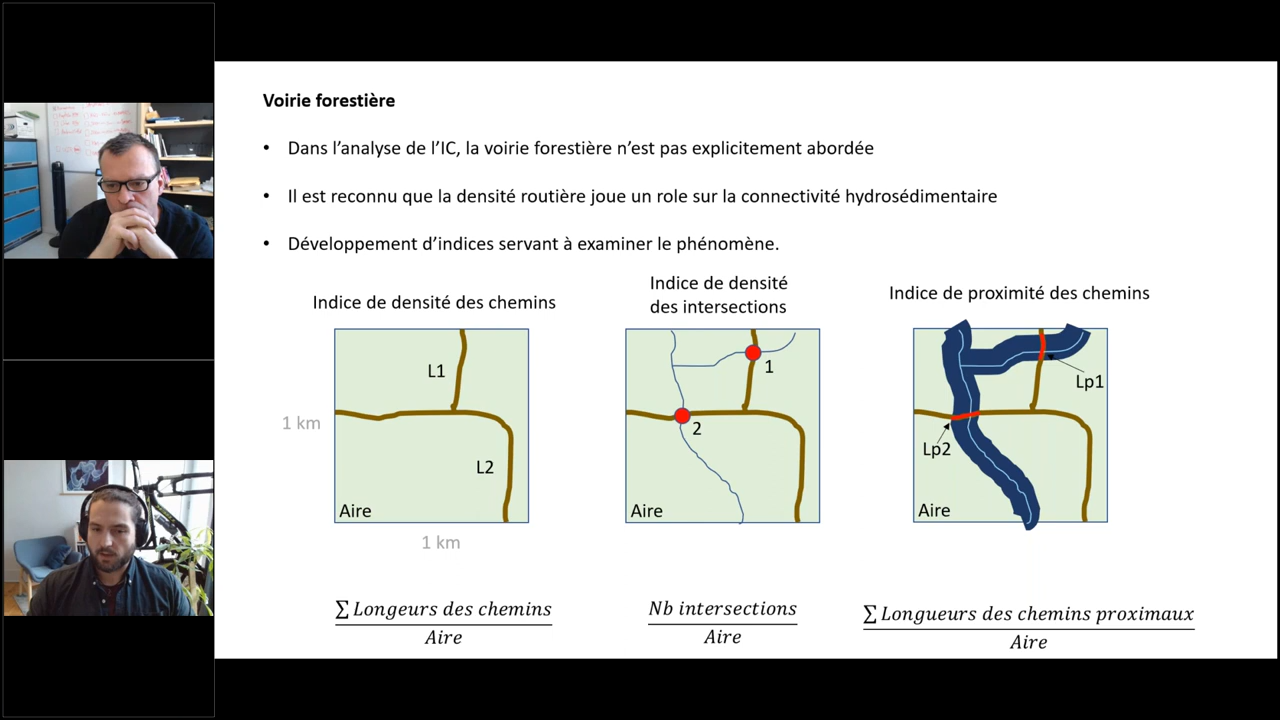 Voirie forestière
• Dans l’analyse de l’IC, la voirie forestière n’est pas explicitement abordée
• Il est reconnu que la densité routière joue un role sur la connectivité hydrosédimentaire
• Développement d’indices servant à examiner le phénomène.
Indice de densité des chemins
L1
1 km
L2
Aire
1 km
∑ Longeurs des chemins
Aire
Indice de densité
des intersections
1
2
Aire
Nb intersections
Aire
Indice de proximité des chemins
Lp1
Lp2
Aire
∑ Longueurs des chemins proximaux
Aire